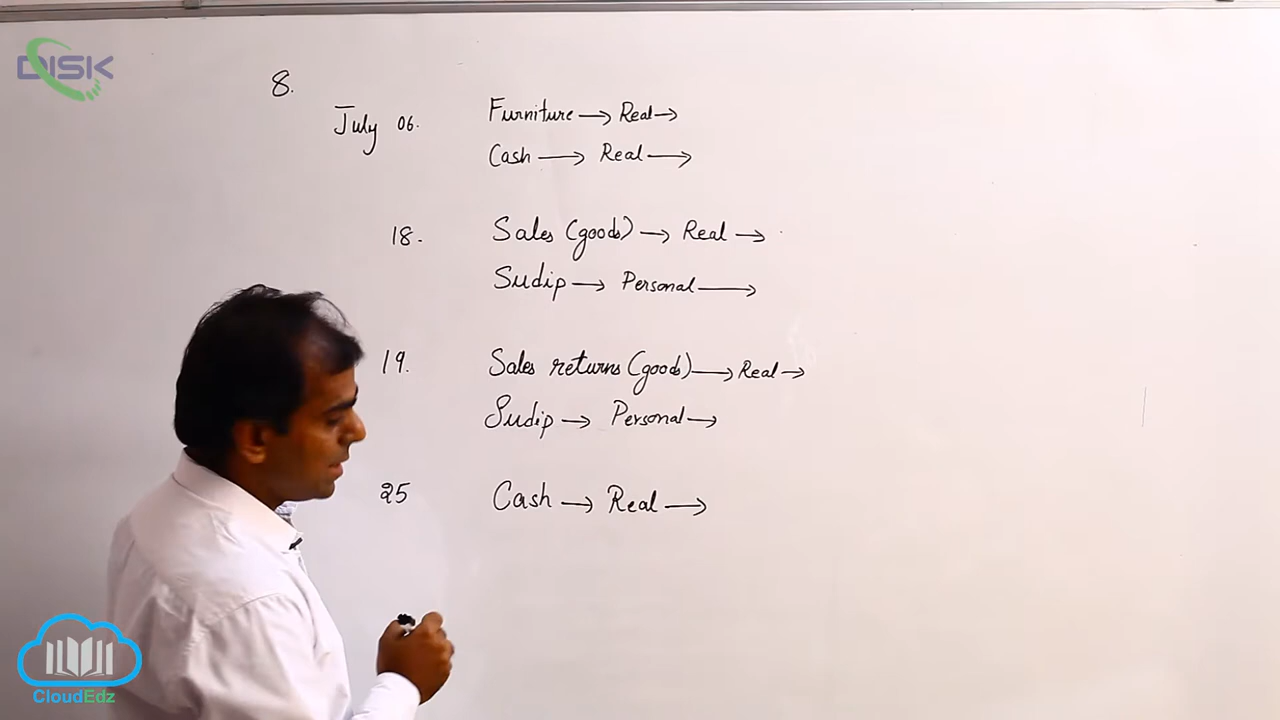 DISK
8.
July 06. Furniture → Real →
Cash → Real →
18. Sales (goods) → Real →
Sudip → Personal →
19. Sales returns (goods) → Real →
Sudip → Personal →
25 Cash → Real →
CloudEdz